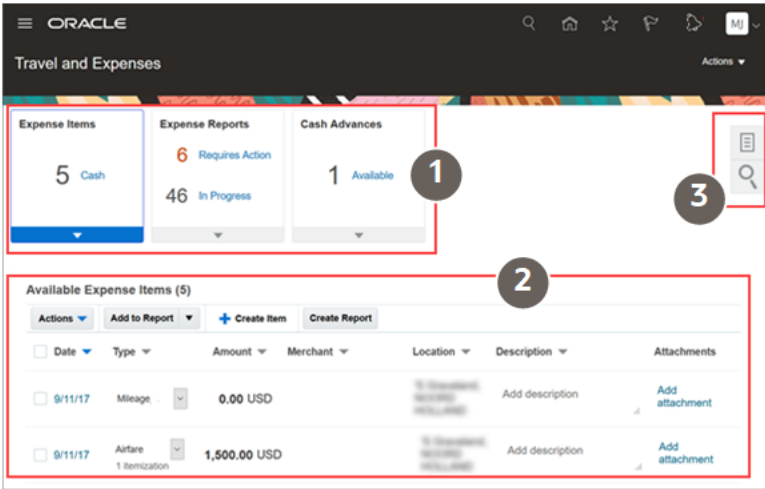 ORACLE
MJ
Travel and Expenses
Actions
Expense Items
Expense Reports
Cash Advances
5 Cash
6 Requires Action
46 In Progress
1 Available
1
3
2
Available Expense Items (5)
Actions Add to Report Create Item Create Report
Date Type Amount Merchant Location Description Attachments
9/11/17 Mileage 0.00 USD Add description Add attachment
9/11/17 Airfare 1,500.00 USD Add description Add attachment
1 Itemization